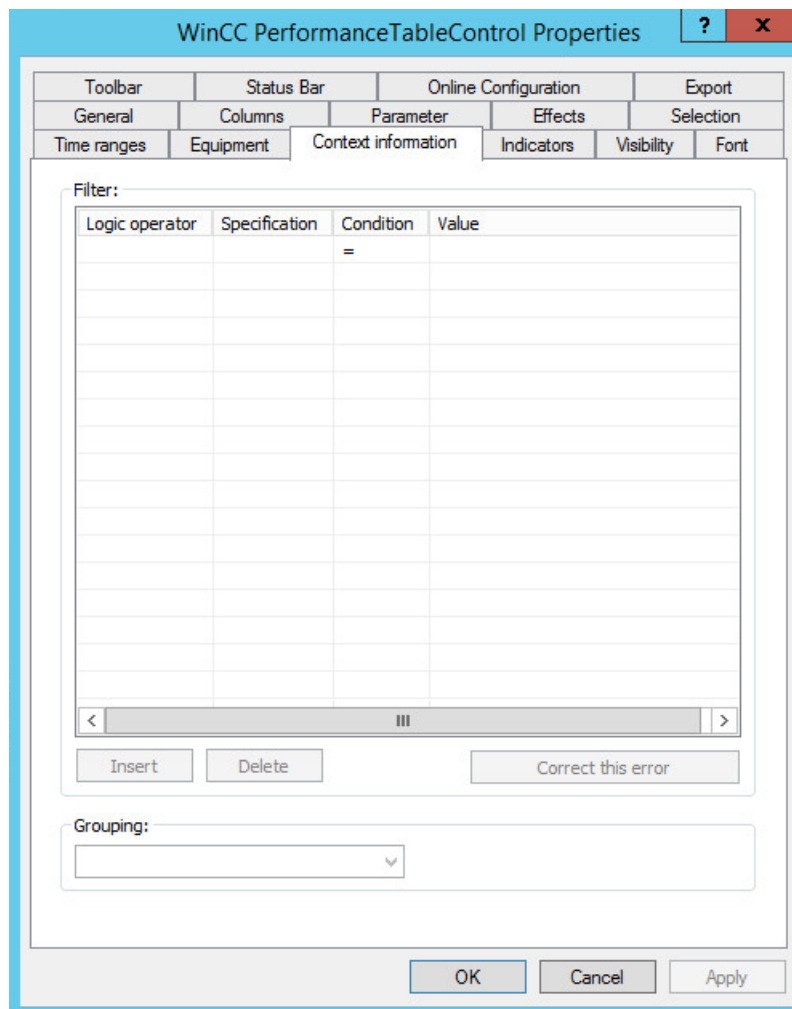 WinCC PerformanceTableControl Properties ? x
Toolbar Status Bar Online Configuration Export
General Columns Parameter Effects Selection
Time ranges Equipment Context information Indicators Visibility Font
Filter:
Logic operator Specification Condition Value
=
Insert Delete Correct this error
Grouping:
OK Cancel Apply